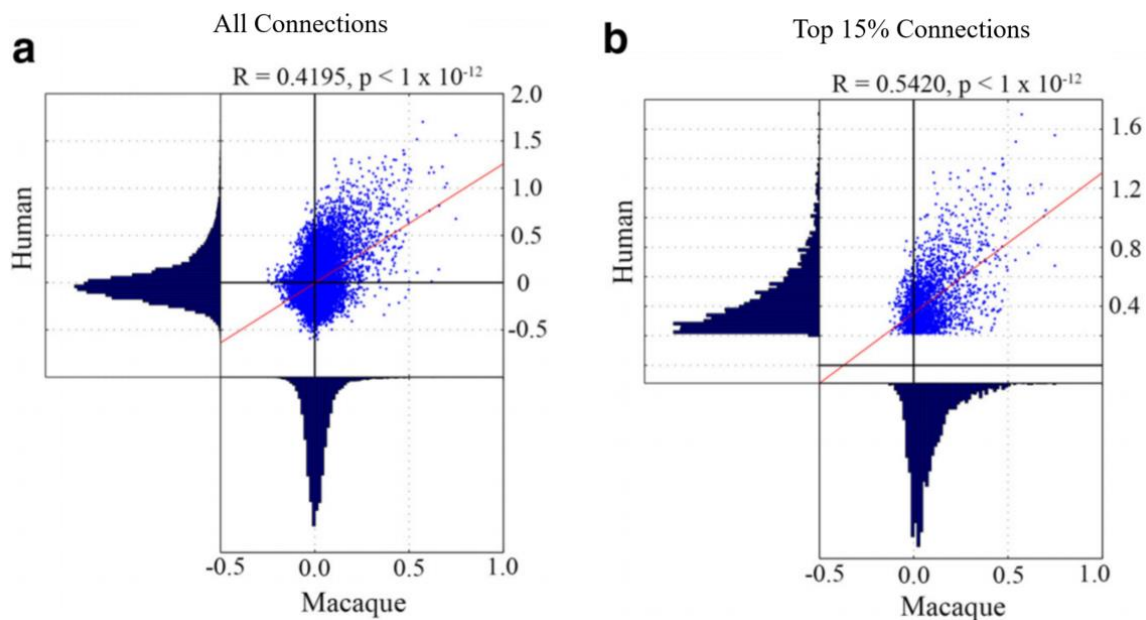 a
All Connections
R = 0.4195, p < 1 x 10⁻¹²
2.0
1.5
1.0
0.5
0
-0.5
Human
-0.5 0.0 0.5 1.0
Macaque
b
Top 15% Connections
R = 0.5420, p < 1 x 10⁻¹²
1.6
1.2
0.8
0.4
Human
-0.5 0.0 0.5 1.0
Macaque